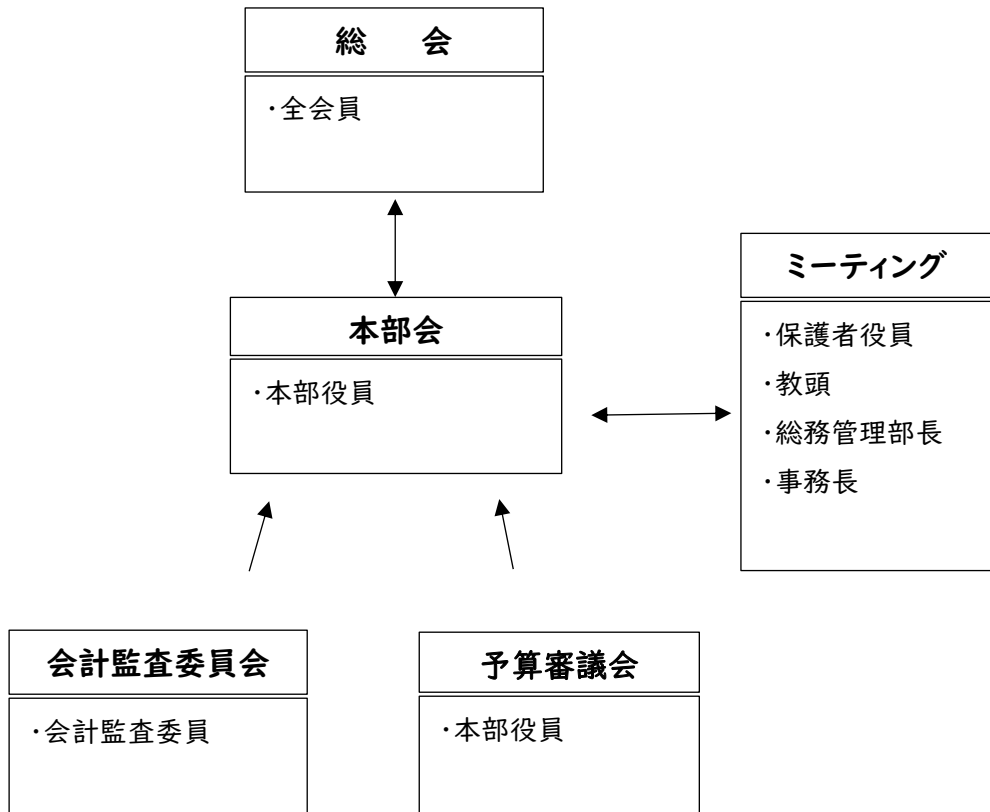 総　会
・全会員
本部会
・本部役員
ミーティング
・保護者役員
・教頭
・総務管理部長
・事務長
会計監査委員会
・会計監査委員
予算審議会
・本部役員